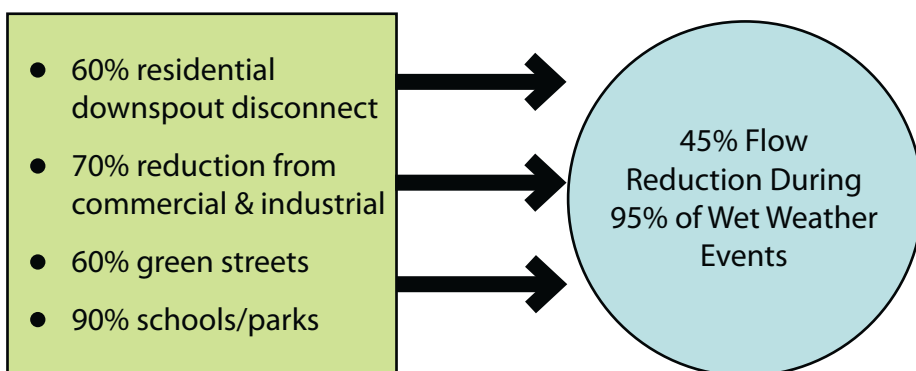 ● 60% residential
downspout disconnect
● 70% reduction from
commercial & industrial
● 60% green streets
● 90% schools/parks
45% Flow
Reduction During
95% of Wet Weather
Events